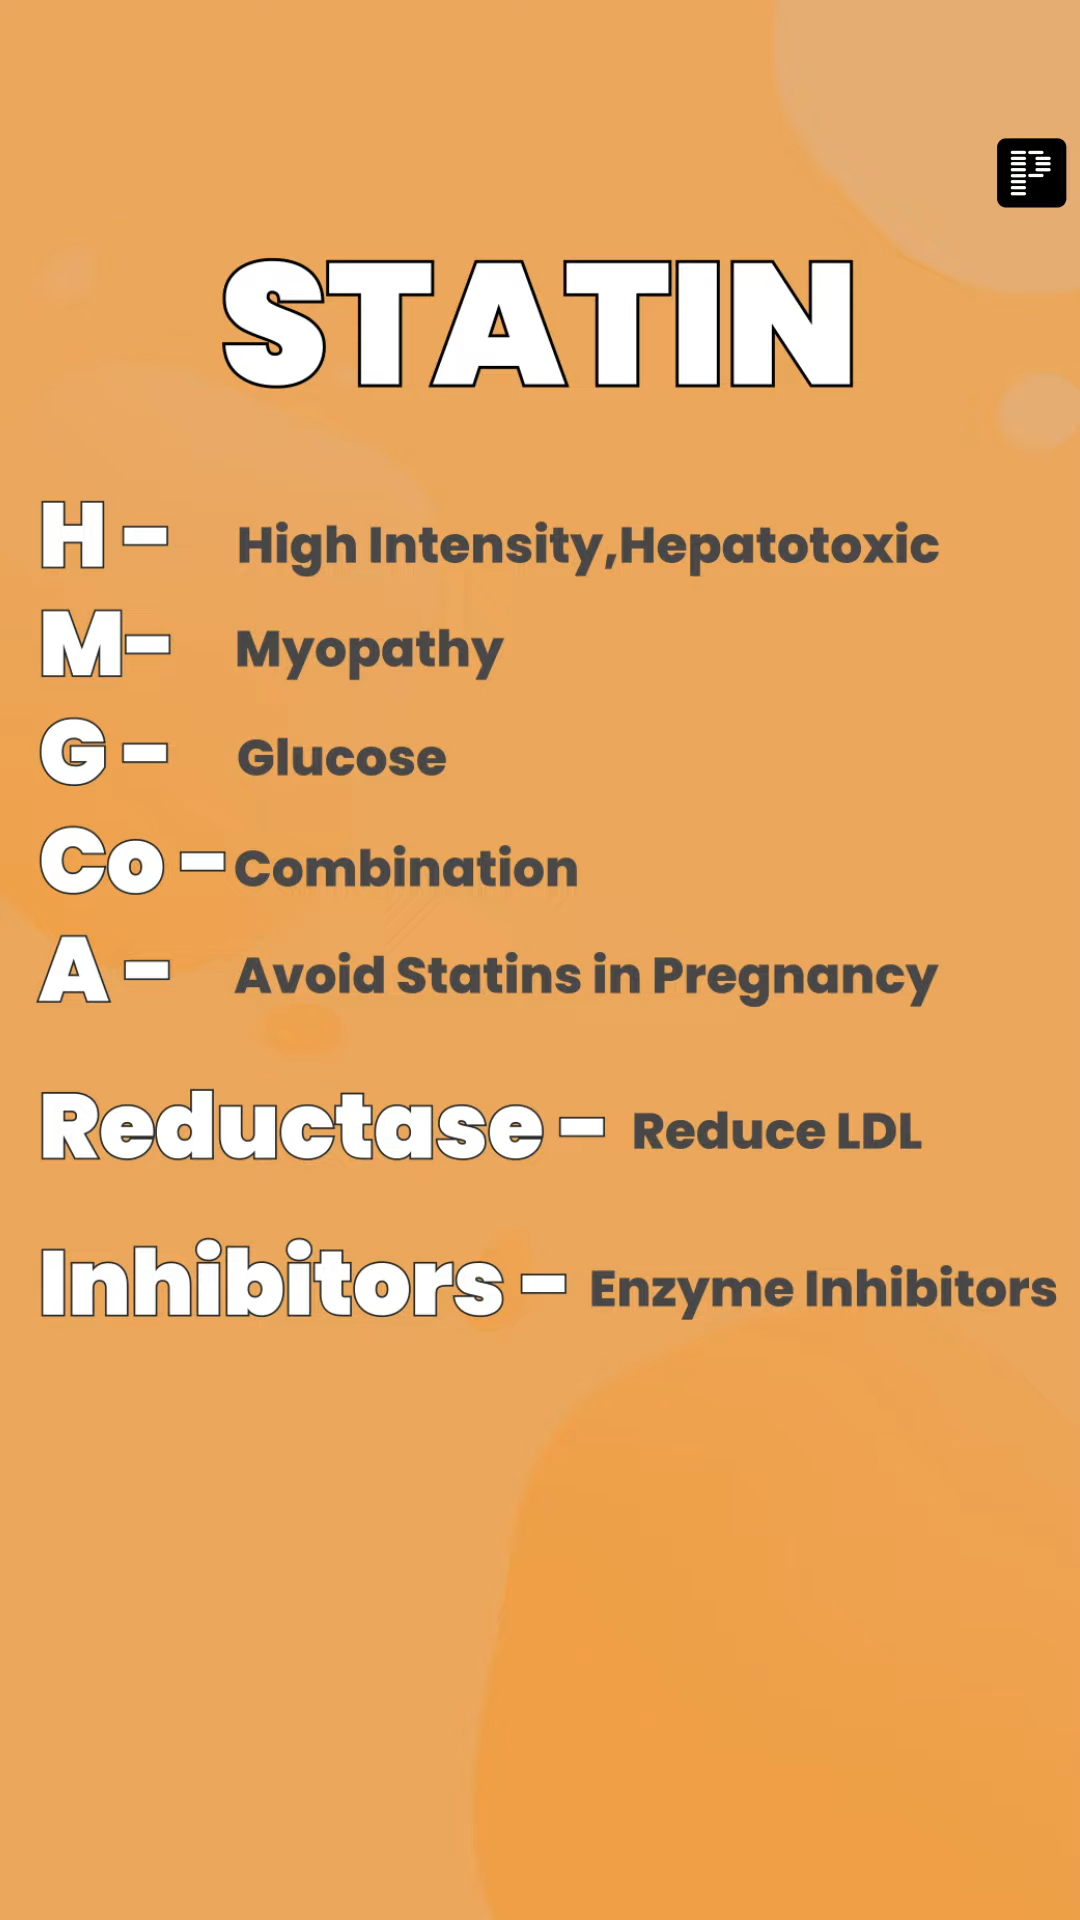 STATIN
H - High Intensity,Hepatotoxic
M- Myopathy
G - Glucose
Co - Combination
A - Avoid Statins in Pregnancy
Reductase - Reduce LDL
Inhibitors - Enzyme Inhibitors
P